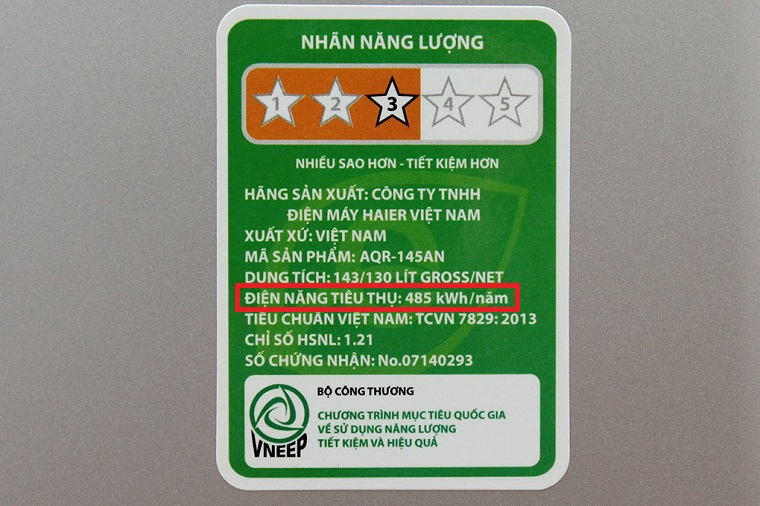 NHÃN NĂNG LƯỢNG
1 2 3 4 5
NHIỀU SAO HƠN - TIẾT KIỆM HƠN
HÃNG SẢN XUẤT: CÔNG TY TNHH
ĐIỆN MÁY HAIER VIỆT NAM
XUẤT XỨ: VIỆT NAM
MÃ SẢN PHẨM: AQR-145AN
DUNG TÍCH: 143/130 LÍT GROSS/NET
ĐIỆN NĂNG TIÊU THỤ: 485 kWh/năm
TIÊU CHUẨN VIỆT NAM: TCVN 7829: 2013
CHỈ SỐ HSNL: 1.21
SỐ CHỨNG NHẬN: No.07140293
BỘ CÔNG THƯƠNG
CHƯƠNG TRÌNH MỤC TIÊU QUỐC GIA
VỀ SỬ DỤNG NĂNG LƯỢNG
TIẾT KIỆM VÀ HIỆU QUẢ
VNEEP